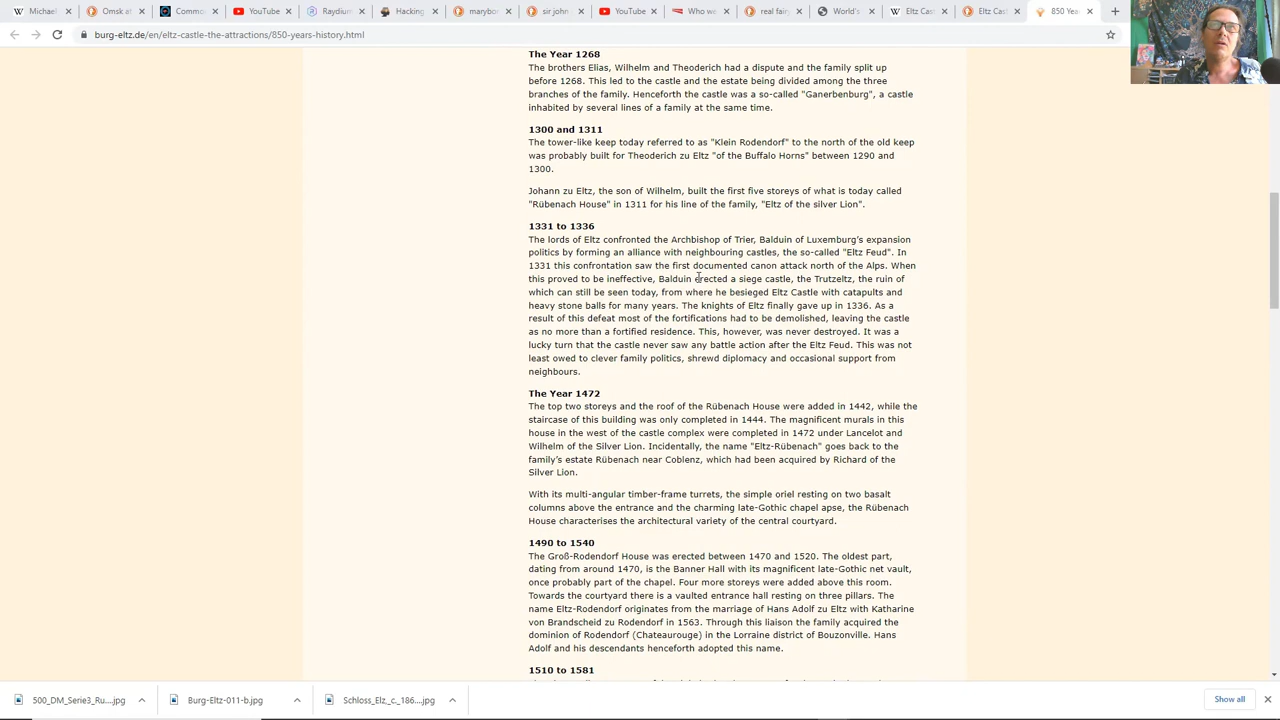 Michael
Omsk af
Common
YouTube
Raydium
Hacking
marybon
sir john
YouTube
Who wa
real fairy
World's
Eltz Cast
Eltz Cast
850 Year
burg-eltz.de/en/eltz-castle-the-attractions/850-years-history.html
The Year 1268
The brothers Elias, Wilhelm and Theoderich had a dispute and the family split up
before 1268. This led to the castle and the estate being divided among the three
branches of the family. Henceforth the castle was a so-called "Ganerbenburg", a castle
inhabited by several lines of a family at the same time.
1300 and 1311
The tower-like keep today referred to as "Klein Rodendorf" to the north of the old keep
was probably built for Theoderich zu Eltz "of the Buffalo Horns" between 1290 and
1300.
Johann zu Eltz, the son of Wilhelm, built the first five storeys of what is today called
"Rübenach House" in 1311 for his line of the family, "Eltz of the silver Lion".
1331 to 1336
The lords of Eltz confronted the Archbishop of Trier, Balduin of Luxemburg’s expansion
politics by forming an alliance with neighbouring castles, the so-called "Eltz Feud". In
1331 this confrontation saw the first documented canon attack north of the Alps. When
this proved to be ineffective, Balduin erected a siege castle, the Trutzeltz, the ruin of
which can still be seen today, from where he besieged Eltz Castle with catapults and
heavy stone balls for many years. The knights of Eltz finally gave up in 1336. As a
result of this defeat most of the fortifications had to be demolished, leaving the castle
as no more than a fortified residence. This, however, was never destroyed. It was a
lucky turn that the castle never saw any battle action after the Eltz Feud. This was not
least owed to clever family politics, shrewd diplomacy and occasional support from
neighbours.
The Year 1472
The top two storeys and the roof of the Rübenach House were added in 1442, while the
staircase of this building was only completed in 1444. The magnificent murals in this
house in the west of the castle complex were completed in 1472 under Lancelot and
Wilhelm of the Silver Lion. Incidentally, the name "Eltz-Rübenach" goes back to the
family’s estate Rübenach near Coblenz, which had been acquired by Richard of the
Silver Lion.
With its multi-angular timber-frame turrets, the simple oriel resting on two basalt
columns above the entrance and the charming late-Gothic chapel apse, the Rübenach
House characterises the architectural variety of the central courtyard.
1490 to 1540
The Groß-Rodendorf House was erected between 1470 and 1520. The oldest part,
dating from around 1470, is the Banner Hall with its magnificent late-Gothic net vault,
once probably part of the chapel. Four more storeys were added above this room.
Towards the courtyard there is a vaulted entrance hall resting on three pillars. The
name Eltz-Rodendorf originates from the marriage of Hans Adolf zu Eltz with Katharine
von Brandscheid zu Rodendorf in 1563. Through this liaison the family acquired the
dominion of Rodendorf (Chateaurouge) in the Lorraine district of Bouzonville. Hans
Adolf and his descendants henceforth adopted this name.
1510 to 1581
500_DM_Serie3_Ru....jpg
Burg-Eltz-011-b.jpg
Schloss_Elz_c._186....jpg
Show all